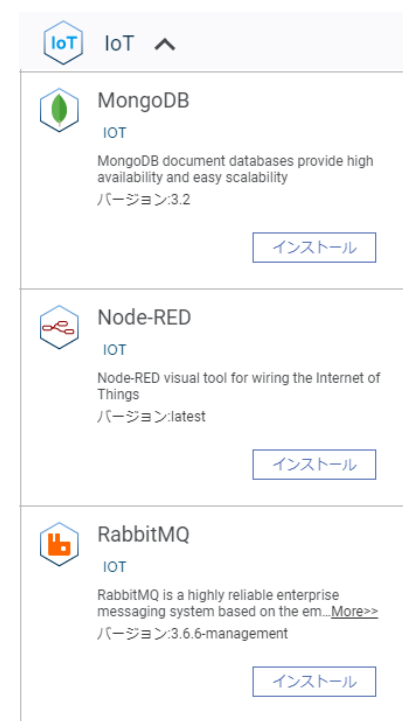 IoT IoT
MongoDB
IOT
MongoDB document databases provide high
availability and easy scalability
バージョン:3.2
インストール
Node-RED
IOT
Node-RED visual tool for wiring the Internet of
Things
バージョン:latest
インストール
RabbitMQ
IOT
RabbitMQ is a highly reliable enterprise
messaging system based on the em...More>>
バージョン:3.6.6-management
インストール